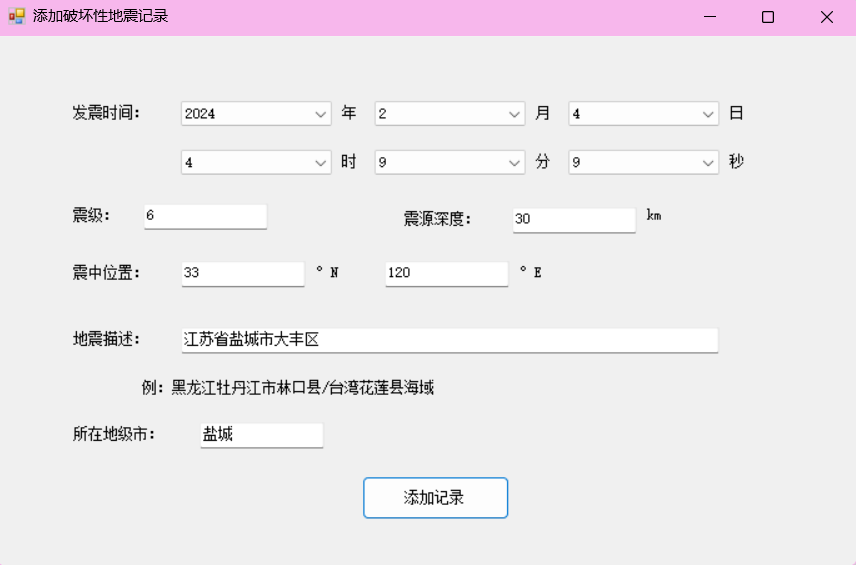 添加破坏性地震记录
发震时间： 2024 年 2 月 4 日
4 时 9 分 9 秒
震级： 6 震源深度： 30 km
震中位置： 33 °N 120 °E
地震描述： 江苏省盐城市大丰区
例：黑龙江牡丹江市林口县/台湾花莲县海域
所在地级市： 盐城
添加记录